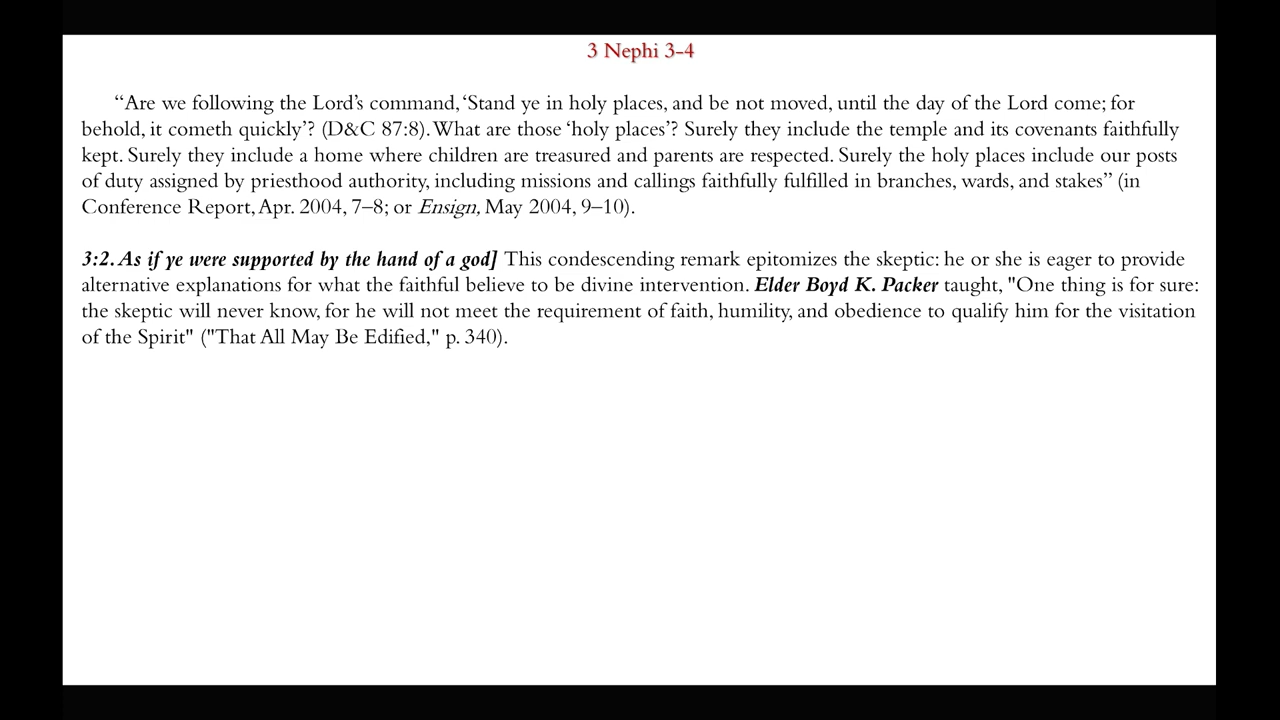 3 Nephi 3-4
“Are we following the Lord’s command, ‘Stand ye in holy places, and be not moved, until the day of the Lord come; for
behold, it cometh quickly’? (D&C 87:8). What are those ‘holy places’? Surely they include the temple and its covenants faithfully
kept. Surely they include a home where children are treasured and parents are respected. Surely the holy places include our posts
of duty assigned by priesthood authority, including missions and callings faithfully fulfilled in branches, wards, and stakes” (in
Conference Report, Apr. 2004, 7–8; or Ensign, May 2004, 9–10).
3:2. As if ye were supported by the hand of a god] This condescending remark epitomizes the skeptic: he or she is eager to provide
alternative explanations for what the faithful believe to be divine intervention. Elder Boyd K. Packer taught, "One thing is for sure:
the skeptic will never know, for he will not meet the requirement of faith, humility, and obedience to qualify him for the visitation
of the Spirit" ("That All May Be Edified," p. 340).